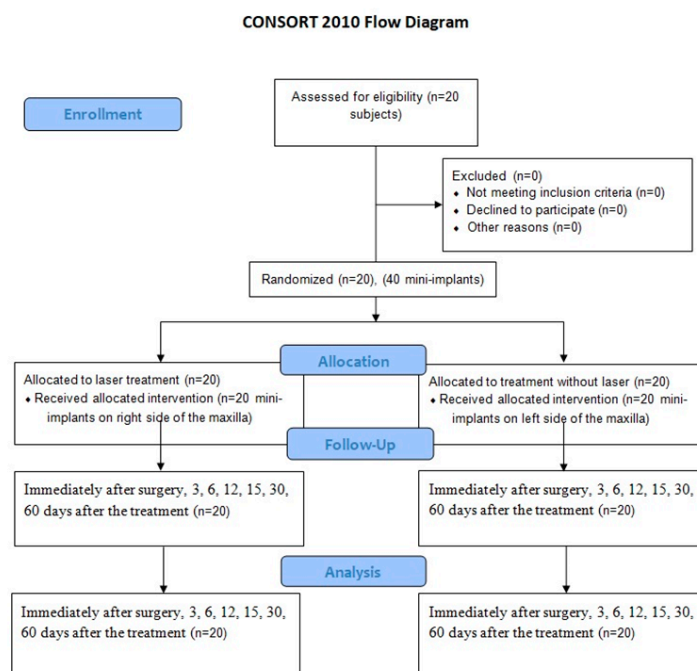 CONSORT 2010 Flow Diagram
Enrollment
Assessed for eligibility (n=20
subjects)
Excluded (n=0)
♦ Not meeting inclusion criteria (n=0)
♦ Declined to participate (n=0)
♦ Other reasons (n=0)
Randomized (n=20), (40 mini-implants)
Allocation
Allocated to laser treatment (n=20)
♦ Received allocated intervention (n=20 mini-
implants on right side of the maxilla)
Allocated to treatment without laser (n=20)
♦ Received allocated intervention (n=20 mini-
implants on left side of the maxilla)
Follow-Up
Immediately after surgery, 3, 6, 12, 15, 30,
60 days after the treatment (n=20)
Immediately after surgery, 3, 6, 12, 15, 30,
60 days after the treatment (n=20)
Analysis
Immediately after surgery, 3, 6, 12, 15, 30,
60 days after the treatment (n=20)
Immediately after surgery, 3, 6, 12, 15, 30,
60 days after the treatment (n=20)